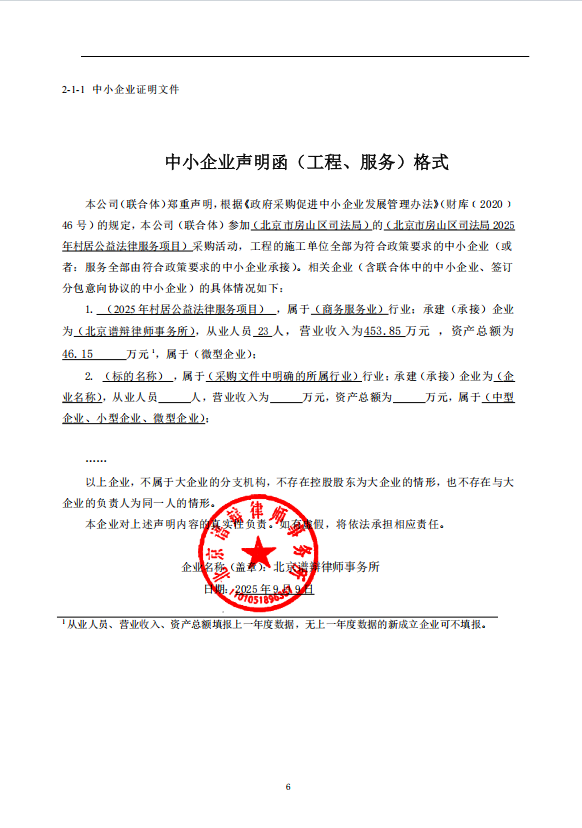 2-1-1 中小企业证明文件
中小企业声明函（工程、服务）格式
本公司（联合体）郑重声明，根据《政府采购促进中小企业发展管理办法》（财库﹝2020﹞
46 号）的规定，本公司（联合体）参加（北京市房山区司法局）的（北京市房山区司法局 2025
年村居公益法律服务项目）采购活动，工程的施工单位全部为符合政策要求的中小企业（或
者：服务全部由符合政策要求的中小企业承接）。相关企业（含联合体中的中小企业、签订
分包意向协议的中小企业）的具体情况如下：
1. （2025 年村居公益法律服务项目），属于（商务服务业）行业；承建（承接）企业
为（北京谱辩律师事务所），从业人员 23 人，营业收入为453.85 万元 ，资产总额为
46.15 万元¹，属于（微型企业）；
2. （标的名称），属于（采购文件中明确的所属行业）行业；承建（承接）企业为（企
业名称），从业人员______人，营业收入为______万元，资产总额为______万元，属于（中型
企业、小型企业、微型企业）；
……
以上企业，不属于大企业的分支机构，不存在控股股东为大企业的情形，也不存在与大
企业的负责人为同一人的情形。
本企业对上述声明内容的真实性负责。如有虚假，将依法承担相应责任。
企业名称（盖章）：北京谱辩律师事务所
日期：2025 年 9 月 9 日
北京谱辩律师事务所
¹ 从业人员、营业收入、资产总额填报上一年度数据，无上一年度数据的新成立企业可不填报。
6